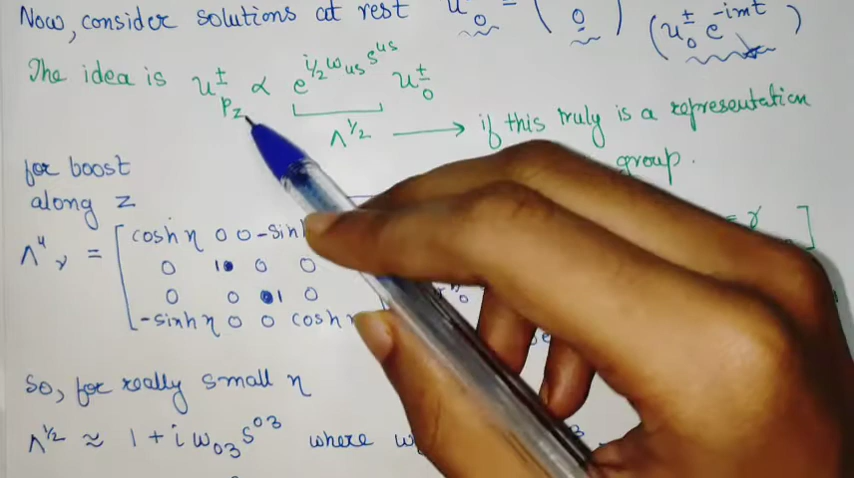 Now, consider solutions at rest u₀ = ( 0 ) (u₀^± e^{-imt})
The idea is u^±_{p_z} ∝ e^{i/2 ω_{μs} S^{μs}} u₀^±
Λ^{1/2} → if this truly is a representation
group.
for boost
along z
Λ^μ_ν = [ cosh η 0 0 -sinh
0 1 0 0
0 0 1 0
-sinh η 0 0 cosh
= γ ]
So, for really small η
Λ^{1/2} ≈ 1 + i ω₀₃ S^{03} where